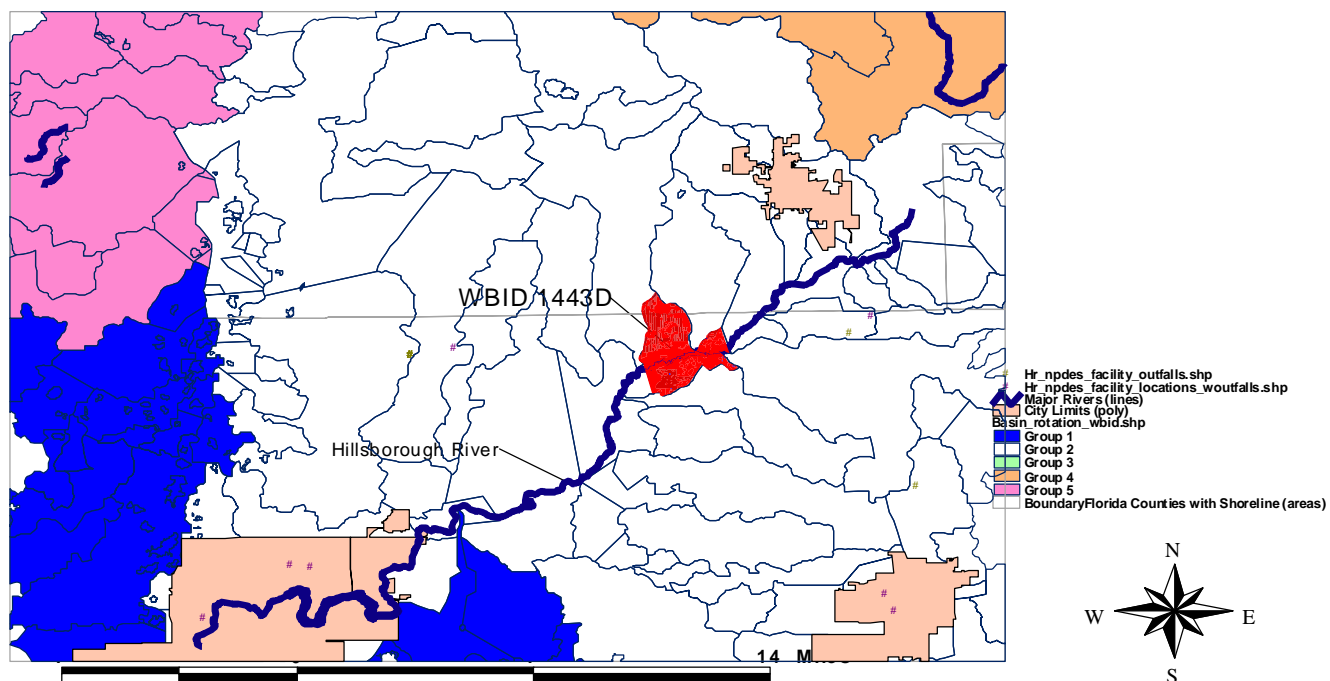 WBID 1443D
Hillsborough River
#
#
#
#
#
#
#
#
#
#
#
Hr_npdes_facility_outfalls.shp
Hr_npdes_facility_locations_woutfalls.shp
Major Rivers (lines)
City Limits (poly)
Basin_rotation_wbid.shp
Group 1
Group 2
Group 3
Group 4
Group 5
BoundaryFlorida Counties with Shoreline (areas)
N
W
E
S
14